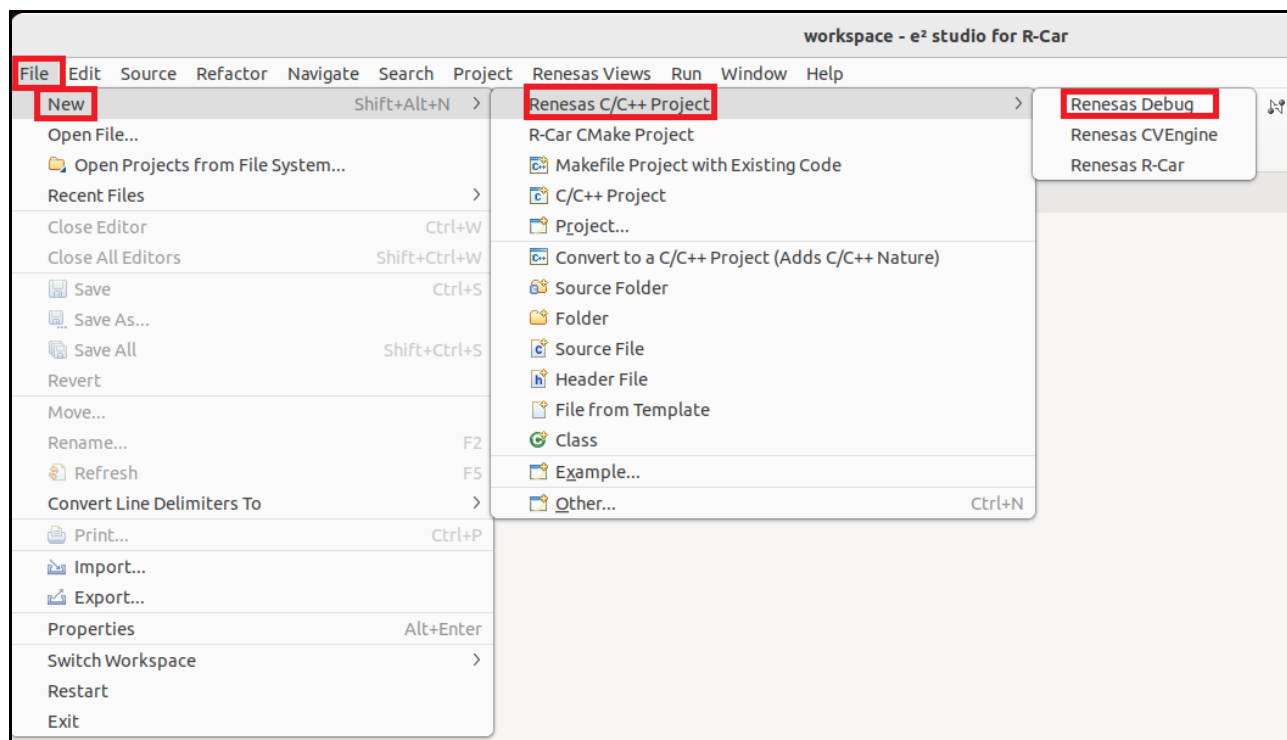 workspace - e² studio for R-Car
File Edit Source Refactor Navigate Search Project Renesas Views Run Window Help
New Shift+Alt+N >
Open File...
Open Projects from File System...
Recent Files >
Close Editor Ctrl+W
Close All Editors Shift+Ctrl+W
Save Ctrl+S
Save As...
Save All Shift+Ctrl+S
Revert
Move...
Rename... F2
Refresh F5
Convert Line Delimiters To >
Print... Ctrl+P
Import...
Export...
Properties Alt+Enter
Switch Workspace >
Restart
Exit
Renesas C/C++ Project >
R-Car CMake Project
Makefile Project with Existing Code
C/C++ Project
Project...
Convert to a C/C++ Project (Adds C/C++ Nature)
Source Folder
Folder
Source File
Header File
File from Template
Class
Example...
Other... Ctrl+N
Renesas Debug
Renesas CVEngine
Renesas R-Car